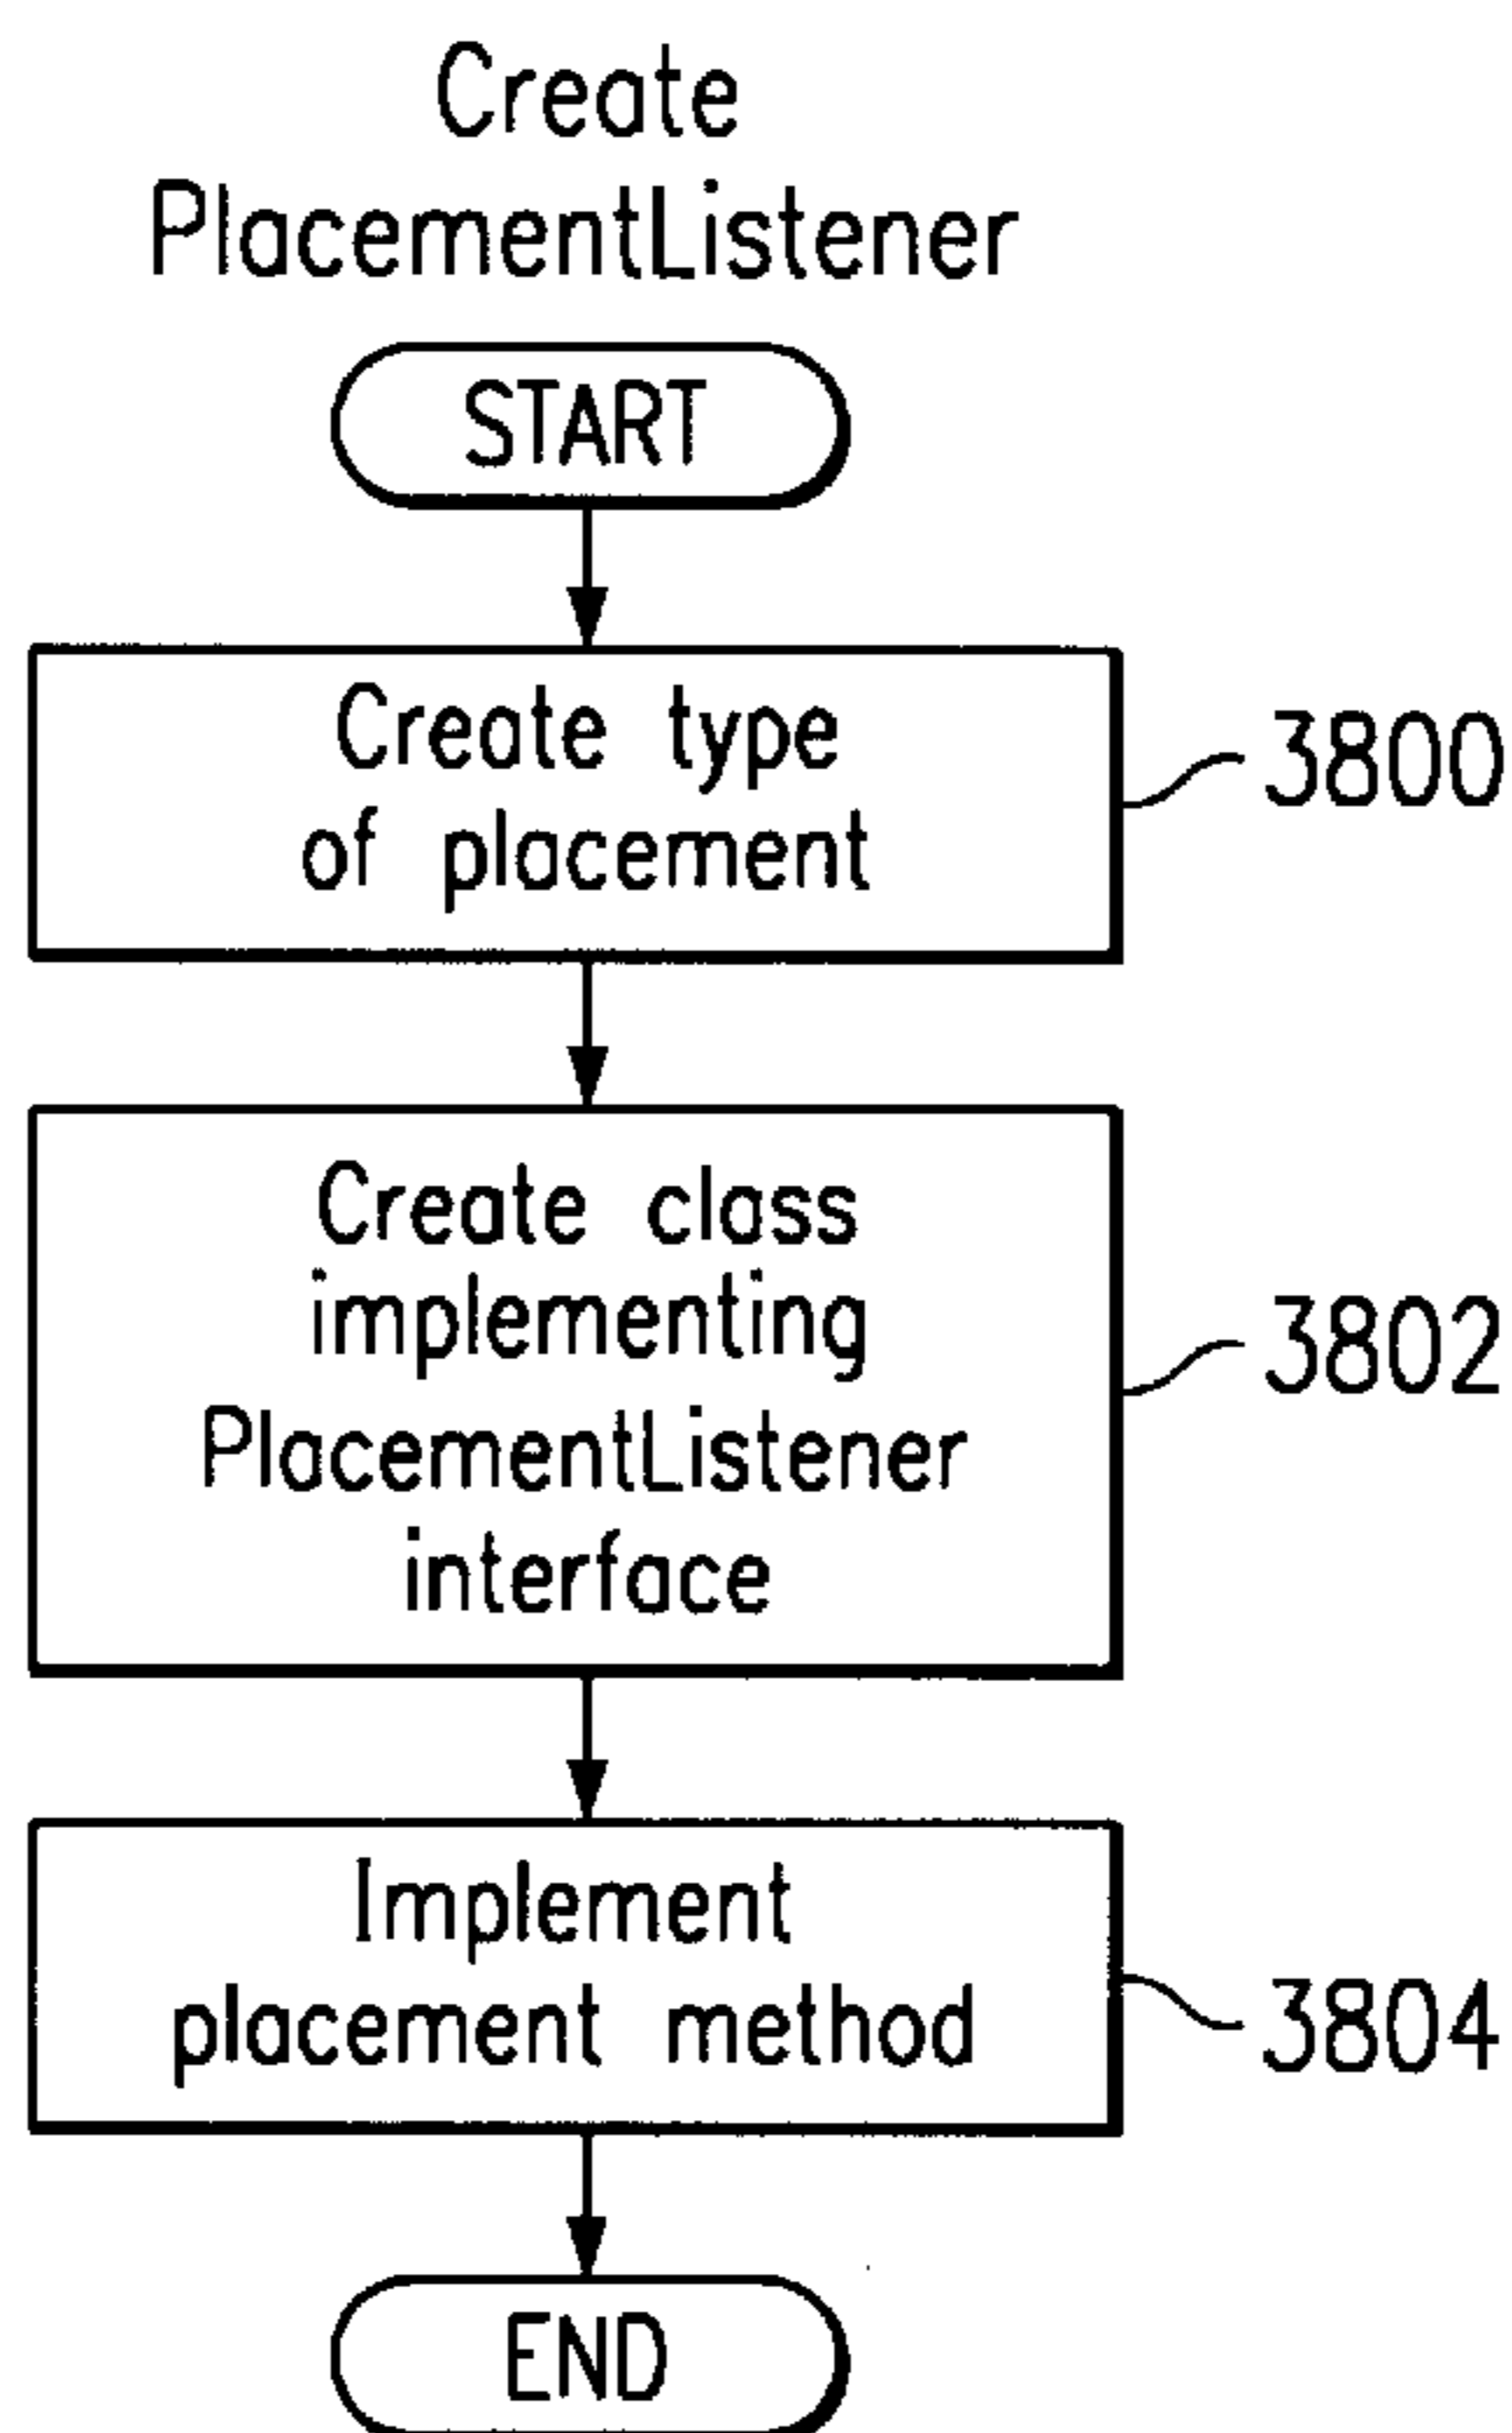 Create
PlacementListener
START
Create type
of placement
3800
Create class
implementing
PlacementListener
interface
3802
Implement
placement method
3804
END